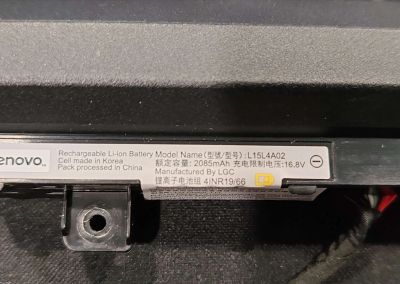 enovo
Rechargeable Li-Ion Battery
Cell made in Korea
Pack processed in China
Model Name(型號/型号):L15L4A02
額定容量: 2085mAh 充电限制电压:16.8V
Manufactured By LGC
锂离子电池组 4INR19/66